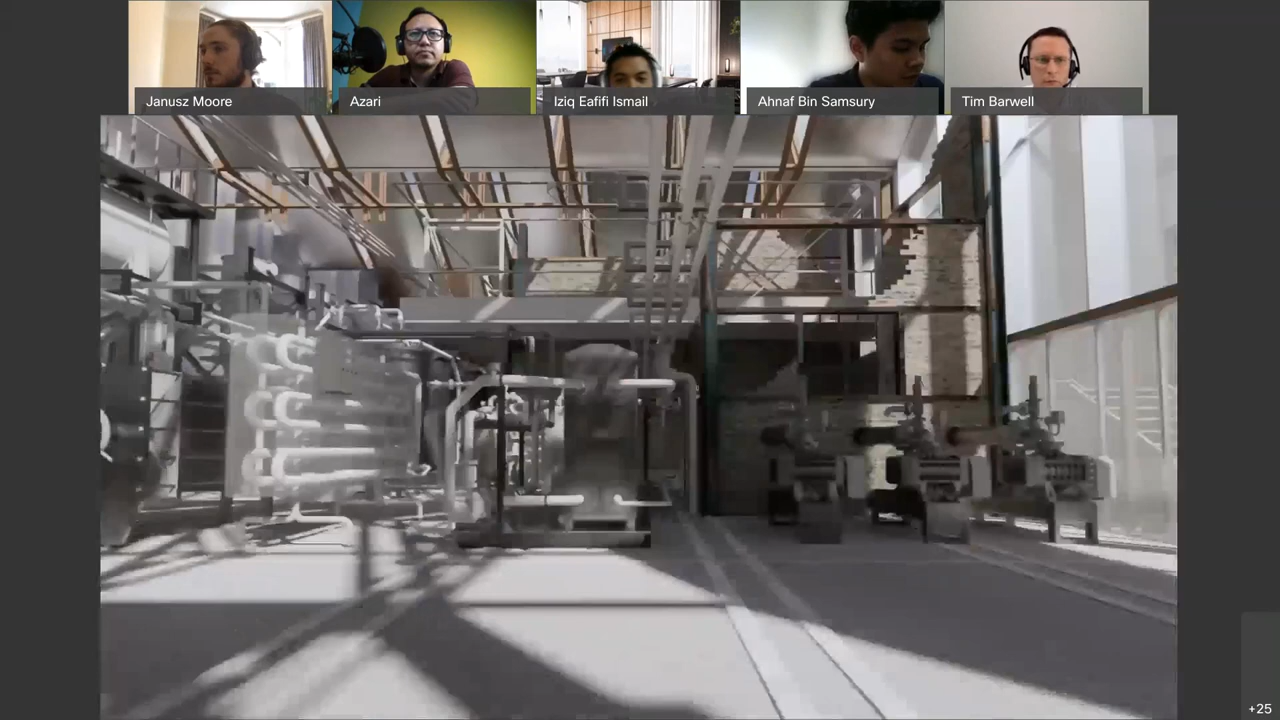 Janusz Moore
Azari
Iziq Eafifi Ismail
Ahnaf Bin Samsury
Tim Barwell
+25